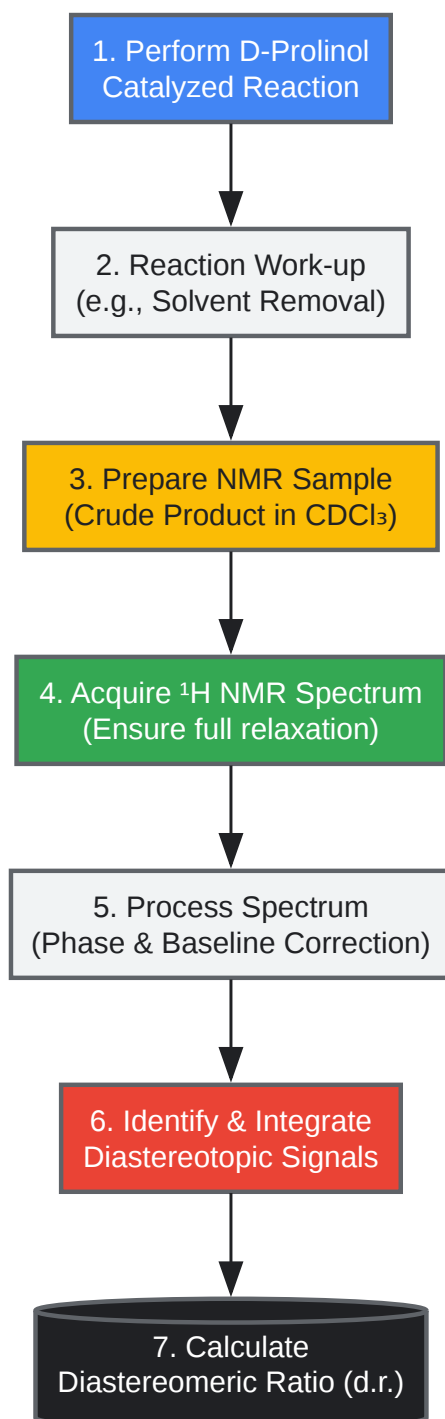 1. Perform D-Prolinol
Catalyzed Reaction
2. Reaction Work-up
(e.g., Solvent Removal)
3. Prepare NMR Sample
(Crude Product in CDCl₃)
4. Acquire ¹H NMR Spectrum
(Ensure full relaxation)
5. Process Spectrum
(Phase & Baseline Correction)
6. Identify & Integrate
Diastereotopic Signals
7. Calculate
Diastereomeric Ratio (d.r.)